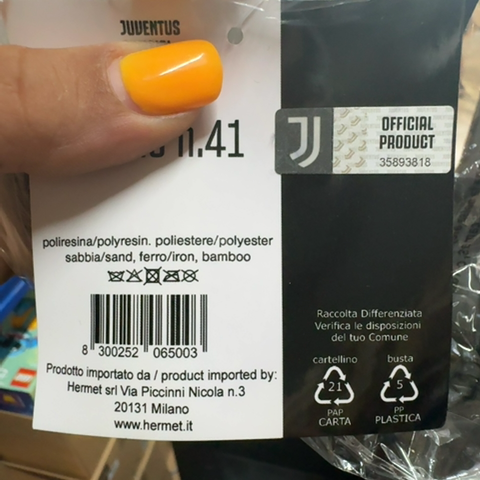 JUVENTUS
n.41
OFFICIAL
PRODUCT
35893818
poliresina/polyresin. poliestere/polyester
sabbia/sand, ferro/iron, bamboo
8 300252 065003
Prodotto importato da / product imported by:
Hermet srl Via Piccinni Nicola n.3
20131 Milano
www.hermet.it
Raccolta Differenziata
Verifica le disposizioni
del tuo Comune
cartellino
21
PAP
CARTA
busta
5
PP
PLASTICA